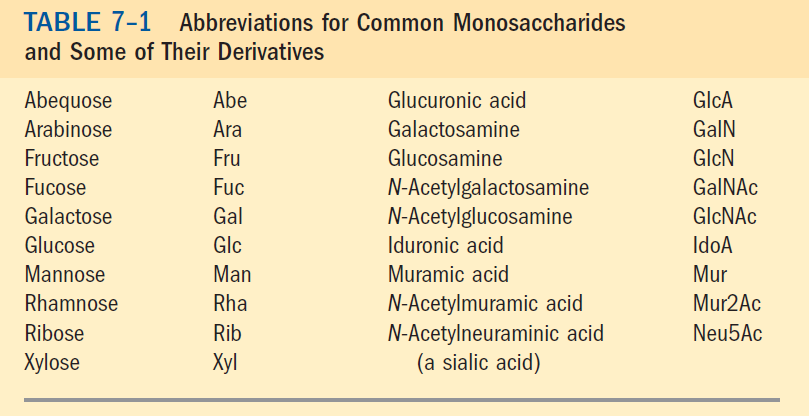 TABLE 7–1 Abbreviations for Common Monosaccharides
and Some of Their Derivatives
Abequose Abe Glucuronic acid GlcA
Arabinose Ara Galactosamine GalN
Fructose Fru Glucosamine GlcN
Fucose Fuc N-Acetylgalactosamine GalNAc
Galactose Gal N-Acetylglucosamine GlcNAc
Glucose Glc Iduronic acid IdoA
Mannose Man Muramic acid Mur
Rhamnose Rha N-Acetylmuramic acid Mur2Ac
Ribose Rib N-Acetylneuraminic acid Neu5Ac
Xylose Xyl (a sialic acid)